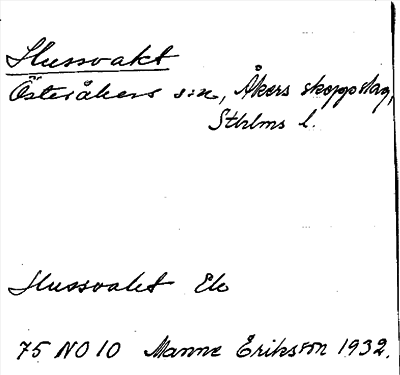 Slussvakt
Österåkers s:n, Åkers skeppslag,
Sthlms l.
Slussvakt Ek
75 NO 10 Manne Eriksson 1932.